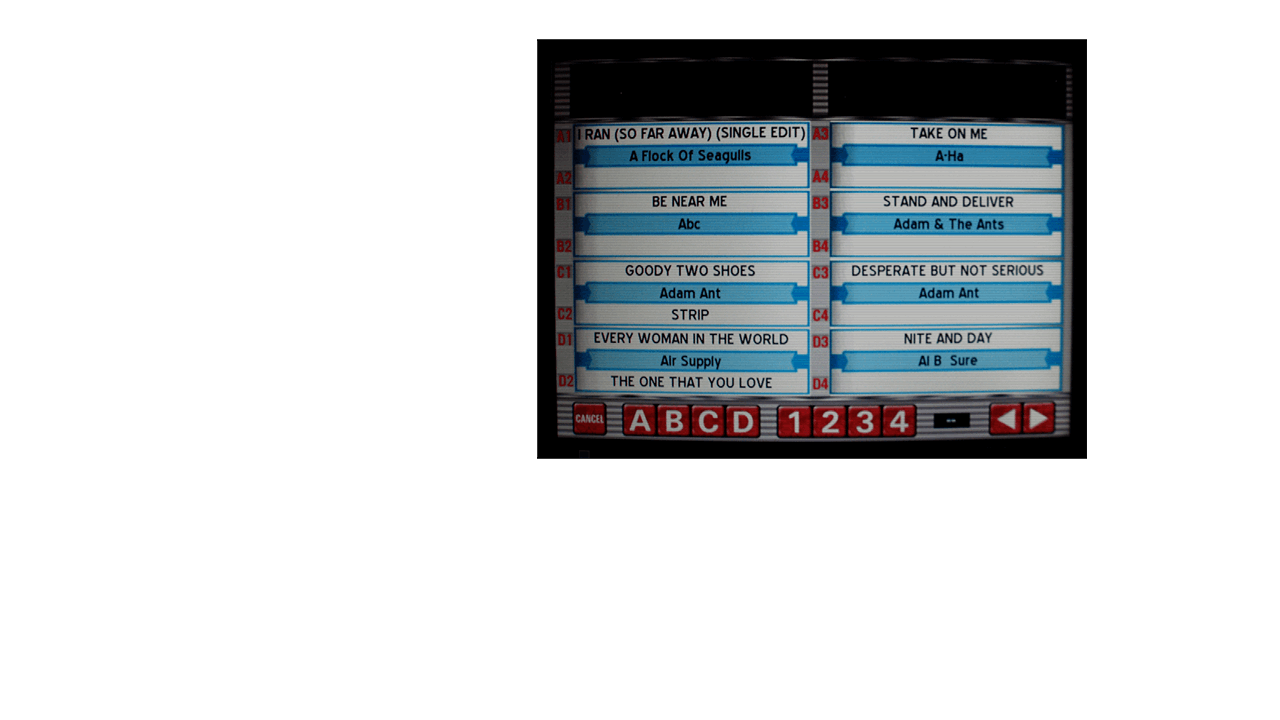 A1 I RAN (SO FAR AWAY) (SINGLE EDIT)
A Flock Of Seagulls
A2
A3 TAKE ON ME
A-Ha
A4
B1 BE NEAR ME
Abc
B2
B3 STAND AND DELIVER
Adam & The Ants
B4
C1 GOODY TWO SHOES
Adam Ant
C2 STRIP
C3 DESPERATE BUT NOT SERIOUS
Adam Ant
C4
D1 EVERY WOMAN IN THE WORLD
Air Supply
D2 THE ONE THAT YOU LOVE
D3 NITE AND DAY
Al B Sure
D4
CANCEL A B C D 1 2 3 4 --